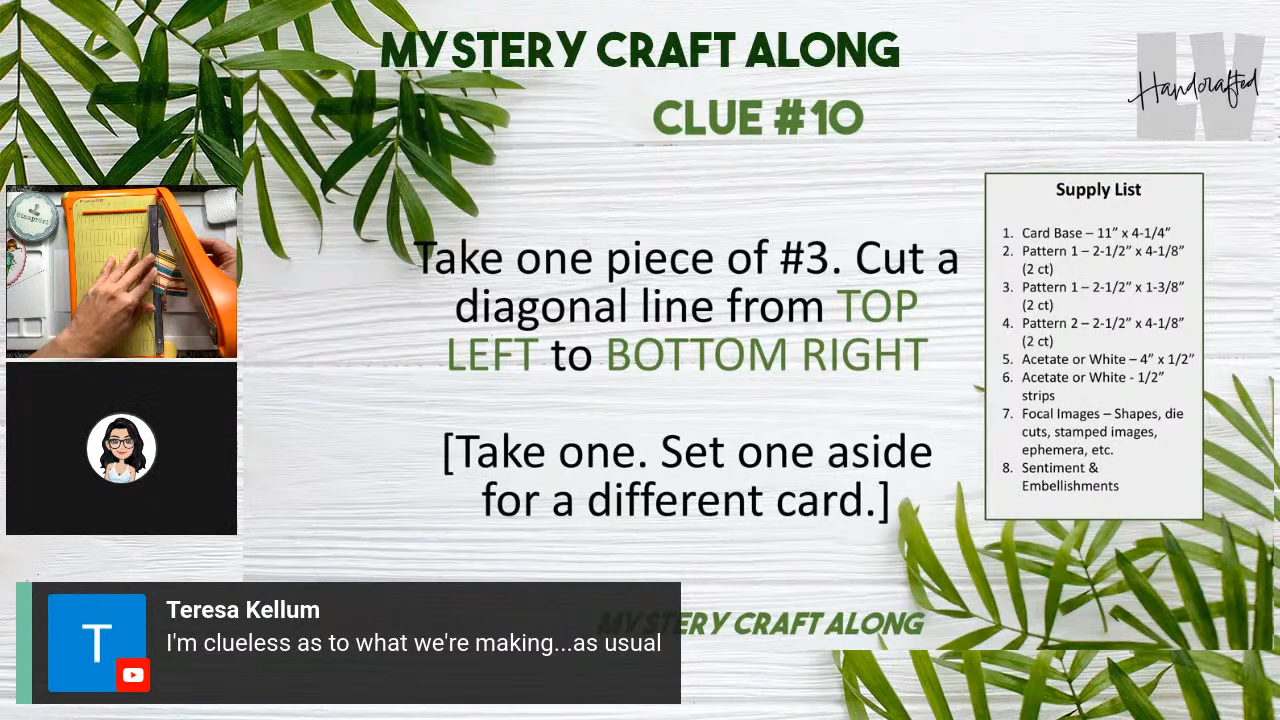 MYSTERY CRAFT ALONG
CLUE #10
Handcrafted
Take one piece of #3. Cut a
diagonal line from TOP
LEFT to BOTTOM RIGHT
[Take one. Set one aside
for a different card.]
Supply List
1. Card Base – 11” x 4-1/4”
2. Pattern 1 – 2-1/2” x 4-1/8”
(2 ct)
3. Pattern 1 – 2-1/2” x 1-3/8”
(2 ct)
4. Pattern 2 – 2-1/2” x 4-1/8”
(2 ct)
5. Acetate or White – 4” x 1/2”
6. Acetate or White - 1/2”
strips
7. Focal Images – Shapes, die
cuts, stamped images,
ephemera, etc.
8. Sentiment &
Embellishments
MYSTERY CRAFT ALONG
T
Teresa Kellum
I'm clueless as to what we're making...as usual